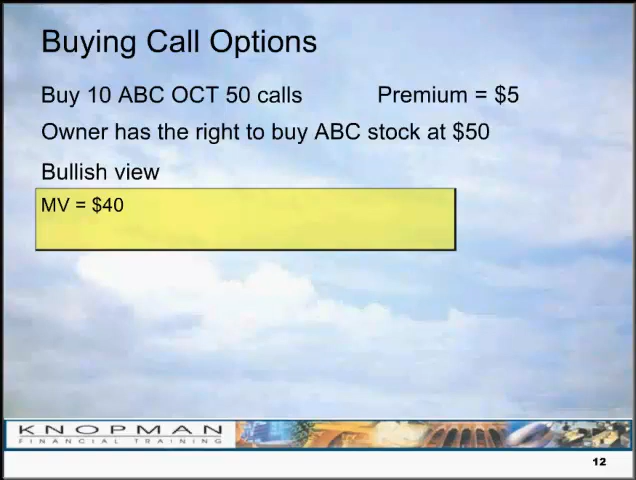 Buying Call Options
Buy 10 ABC OCT 50 calls Premium = $5
Owner has the right to buy ABC stock at $50
Bullish view
MV = $40
KNOPMAN
FINANCIAL TRAINING
12